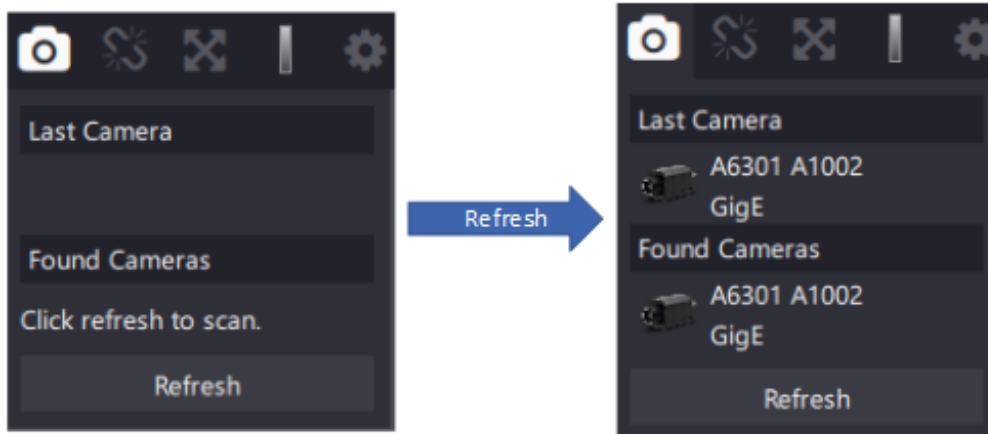 Last Camera
Found Cameras
Click refresh to scan.
Refresh
Refresh
Last Camera
A6301 A1002
GigE
Found Cameras
A6301 A1002
GigE
Refresh